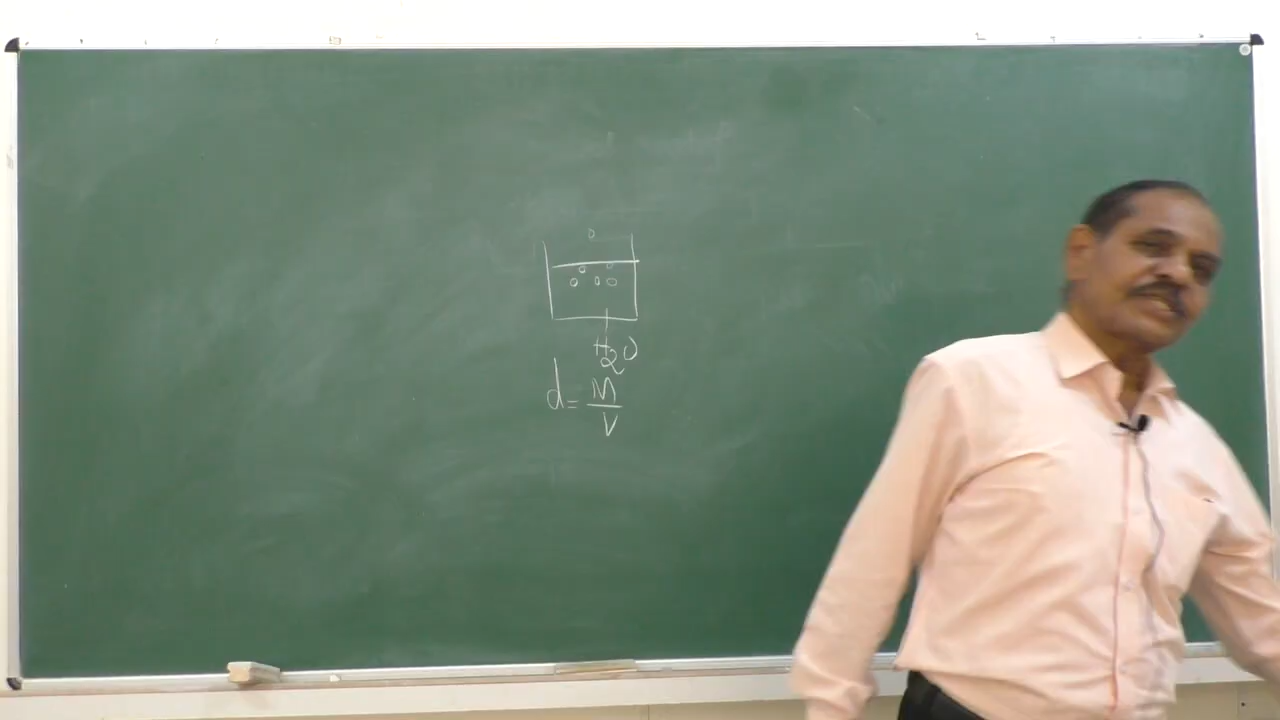 H₂O
d = M/V